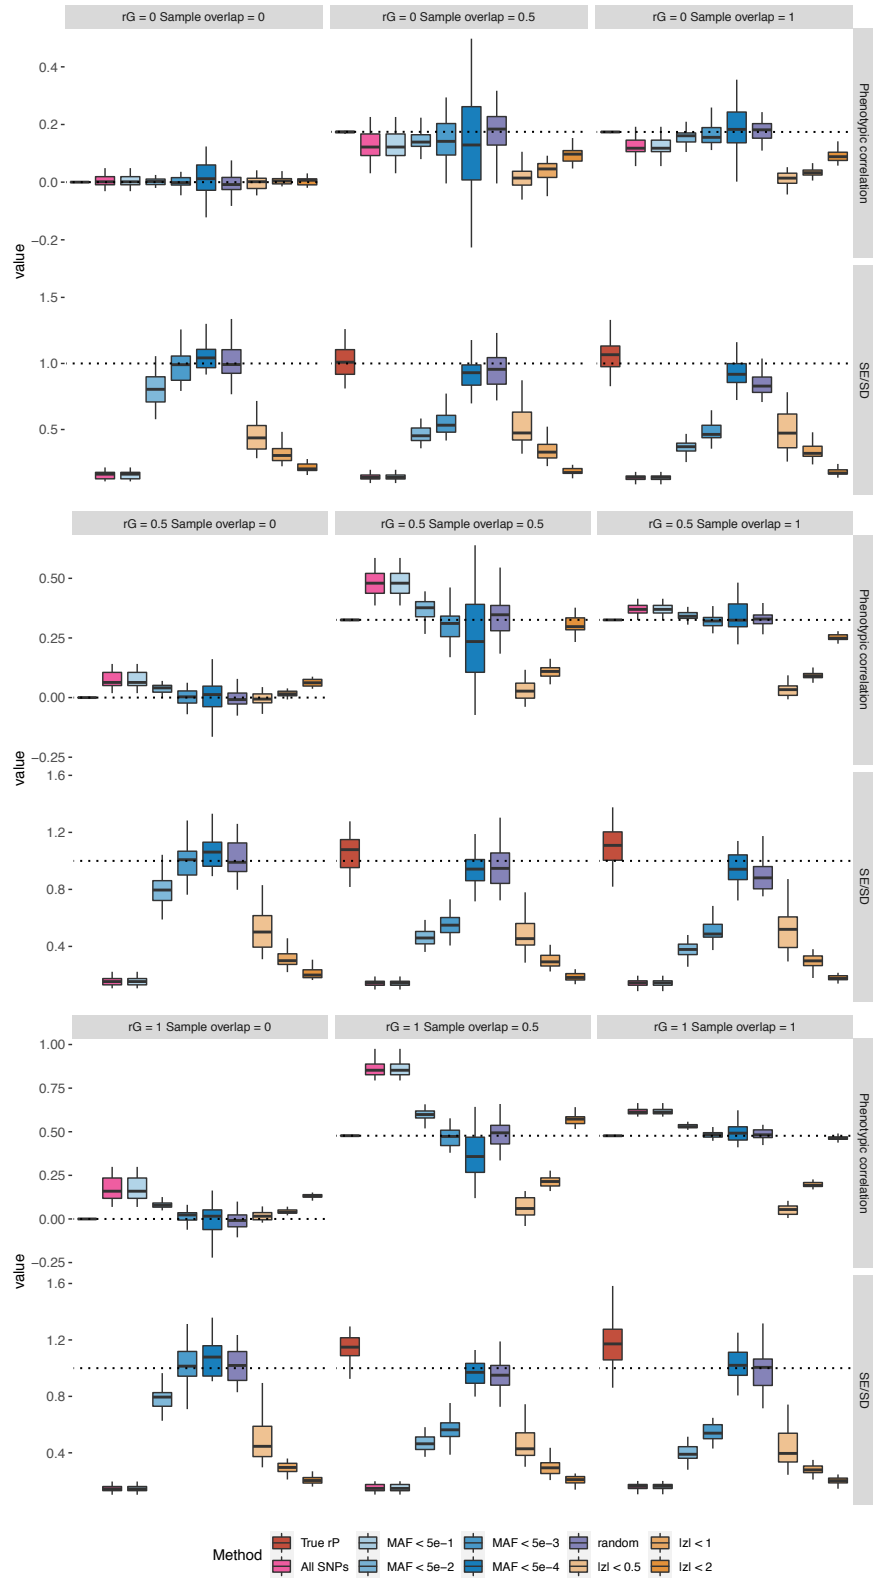 rG = 0 Sample overlap = 0
rG = 0 Sample overlap = 0.5
rG = 0 Sample overlap = 1
0.4
0.2
0.0
-0.2
Phenotypic correlation
value
1.5
1.0
0.5
SE/SD
rG = 0.5 Sample overlap = 0
rG = 0.5 Sample overlap = 0.5
rG = 0.5 Sample overlap = 1
0.50
0.25
0.00
-0.25
Phenotypic correlation
value
1.6
1.2
0.8
0.4
SE/SD
rG = 1 Sample overlap = 0
rG = 1 Sample overlap = 0.5
rG = 1 Sample overlap = 1
1.00
0.75
0.50
0.25
0.00
-0.25
Phenotypic correlation
value
1.6
1.2
0.8
0.4
SE/SD
Method
True rP
All SNPs
MAF < 5e-1
MAF < 5e-2
MAF < 5e-3
MAF < 5e-4
random
|z| < 0.5
|z| < 1
|z| < 2